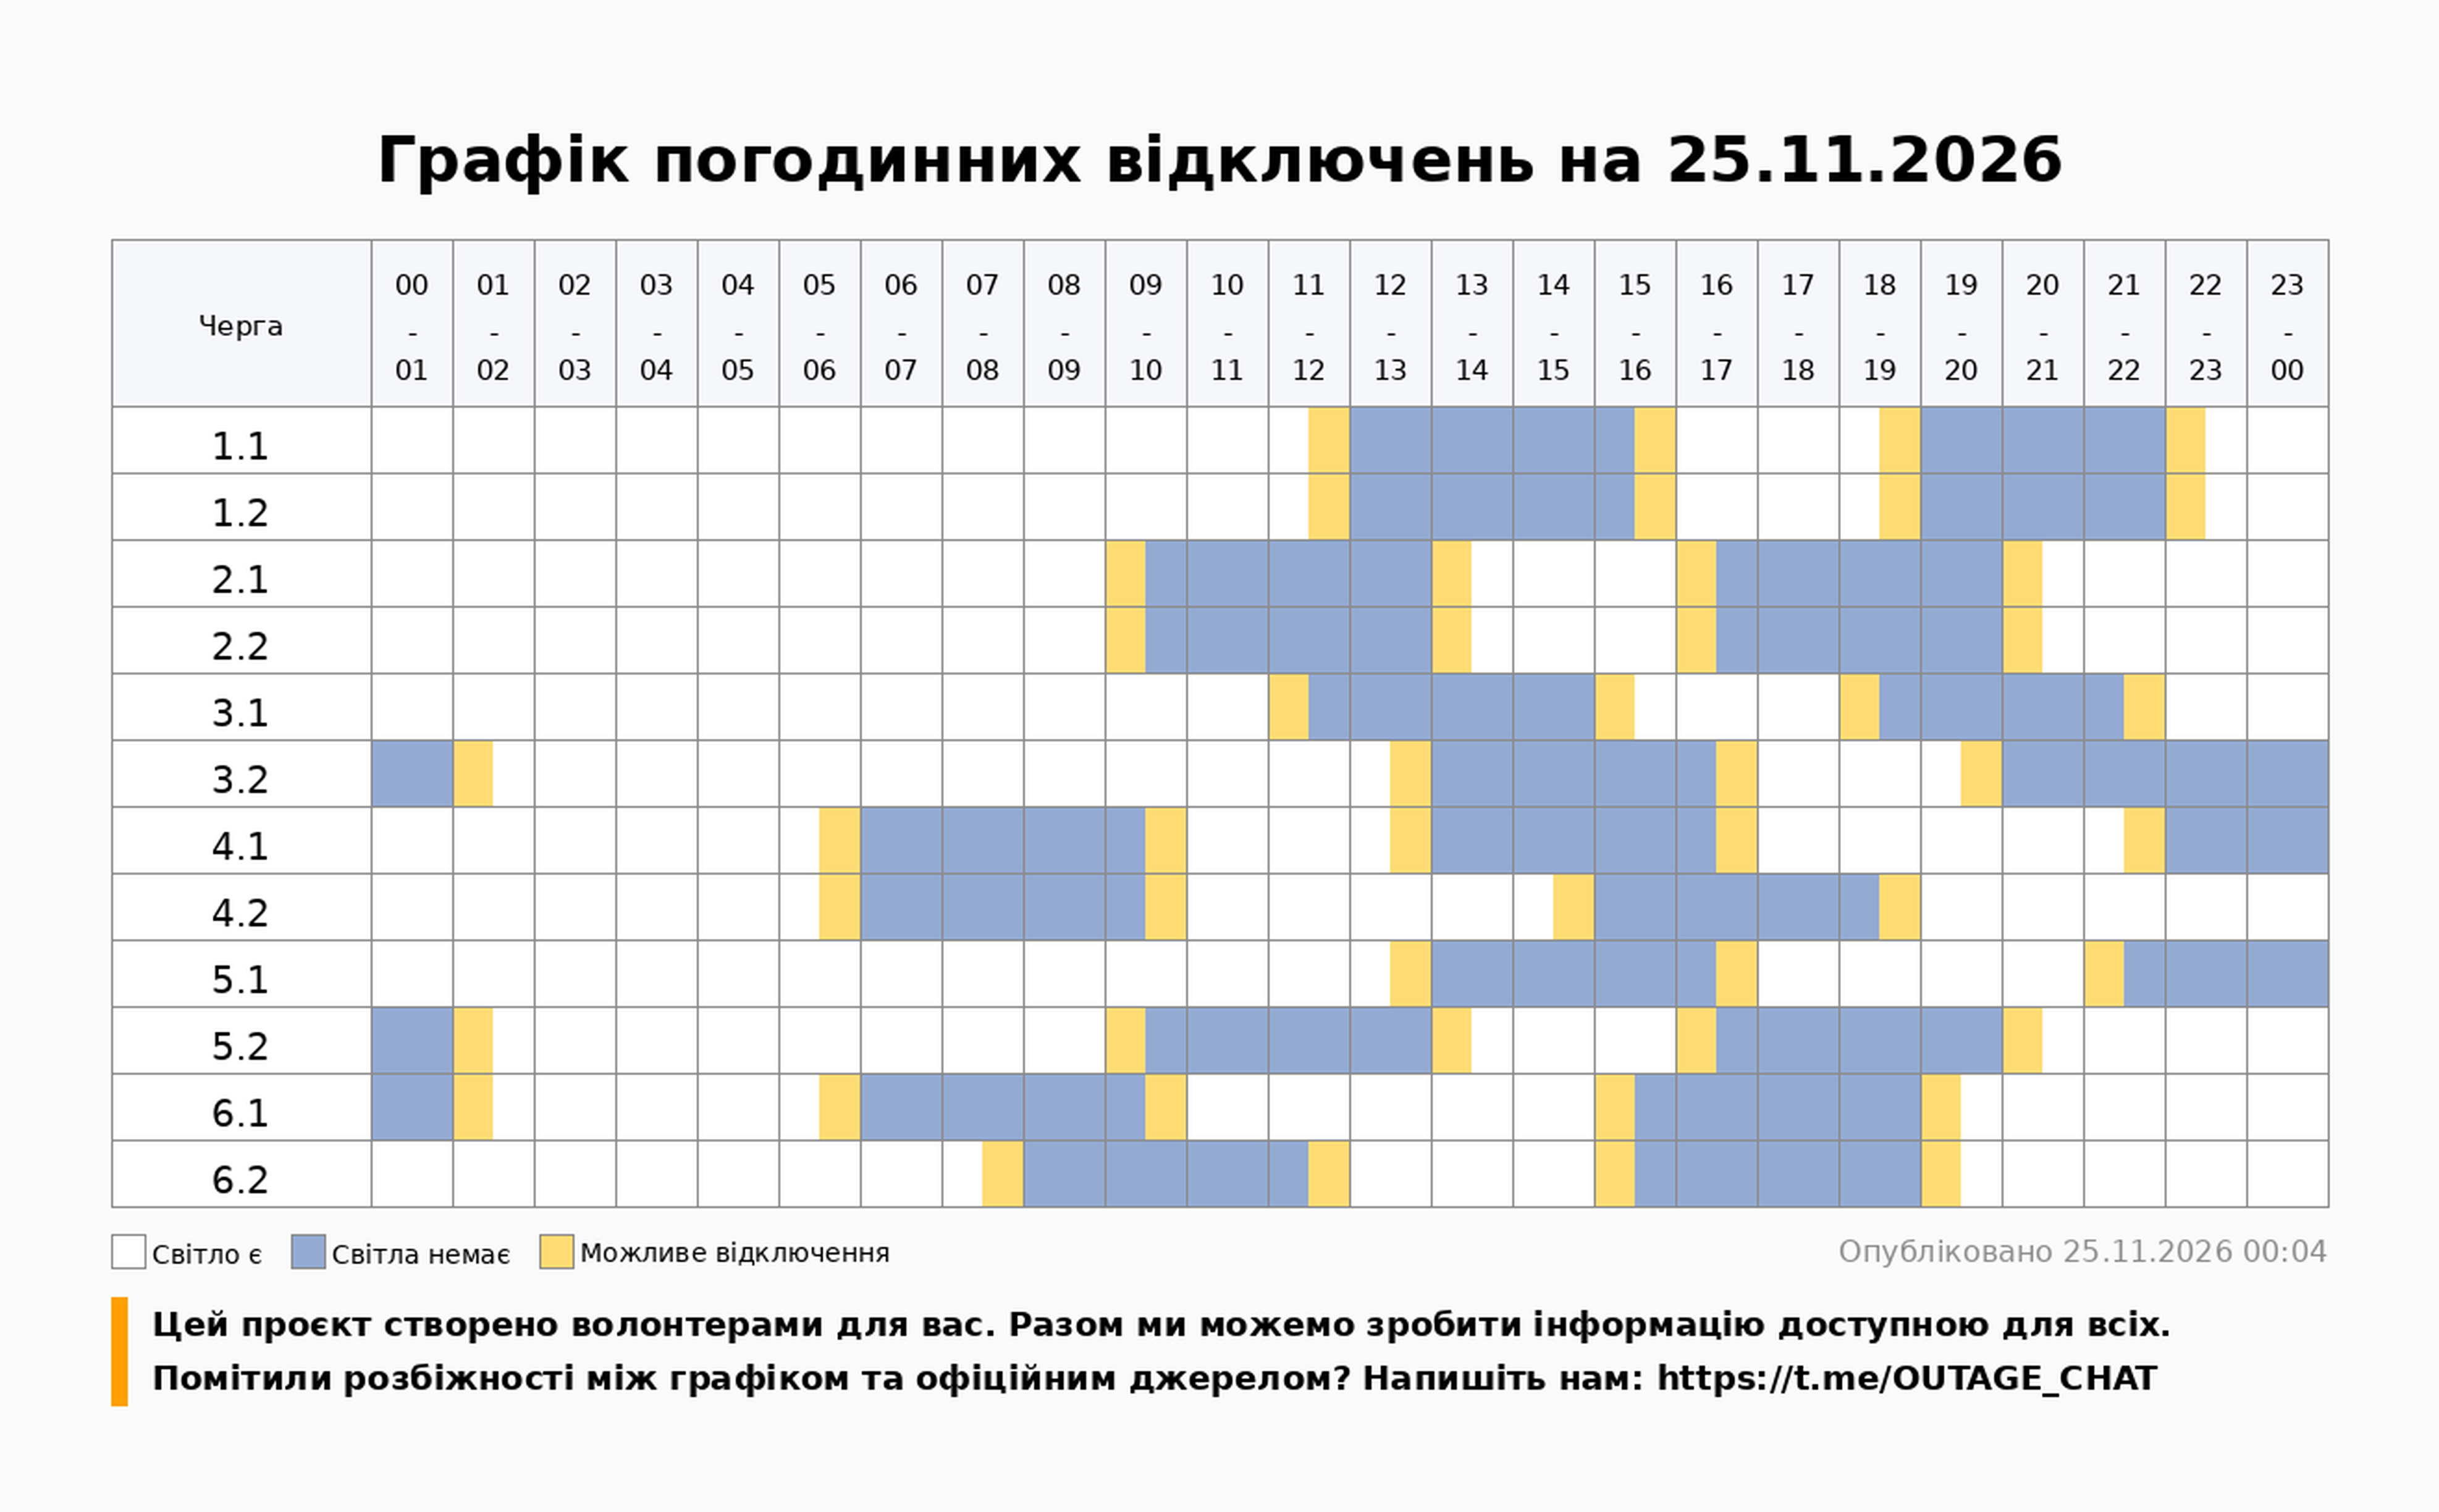 Графік погодинних відключень на 25.11.2026
Черга
00 - 01
01 - 02
02 - 03
03 - 04
04 - 05
05 - 06
06 - 07
07 - 08
08 - 09
09 - 10
10 - 11
11 - 12
12 - 13
13 - 14
14 - 15
15 - 16
16 - 17
17 - 18
18 - 19
19 - 20
20 - 21
21 - 22
22 - 23
23 - 00
1.1
1.2
2.1
2.2
3.1
3.2
4.1
4.2
5.1
5.2
6.1
6.2
Світло є
Світла немає
Можливе відключення
Опубліковано 25.11.2026 00:04
Цей проєкт створено волонтерами для вас. Разом ми можемо зробити інформацію доступною для всіх.
Помітили розбіжності між графіком та офіційним джерелом? Напишіть нам: https://t.me/OUTAGE_CHAT